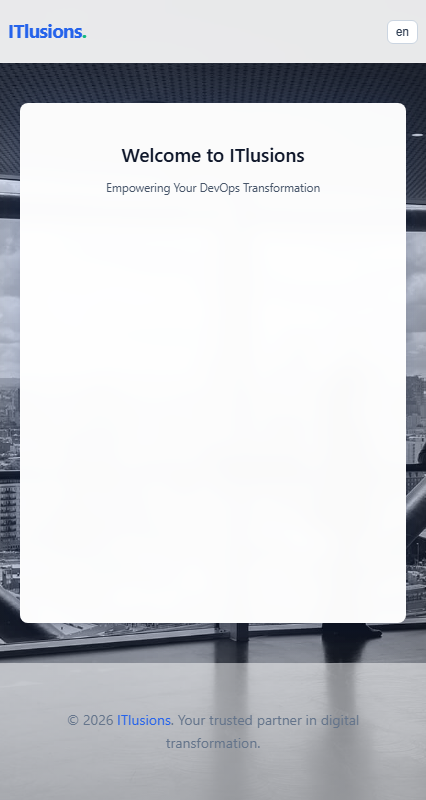 ITlusions.
en
Welcome to ITlusions
Empowering Your DevOps Transformation
© 2026 ITlusions. Your trusted partner in digital
transformation.